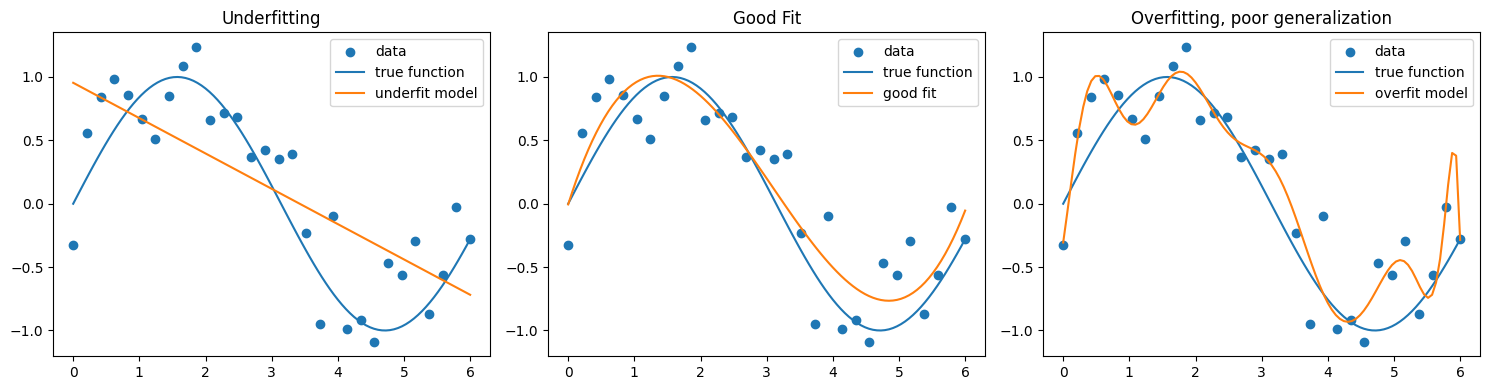 Underfitting
data
true function
underfit model
1.0
0.5
0.0
−0.5
−1.0
0 1 2 3 4 5 6
Good Fit
data
true function
good fit
1.0
0.5
0.0
−0.5
−1.0
0 1 2 3 4 5 6
Overfitting, poor generalization
data
true function
overfit model
1.0
0.5
0.0
−0.5
−1.0
0 1 2 3 4 5 6